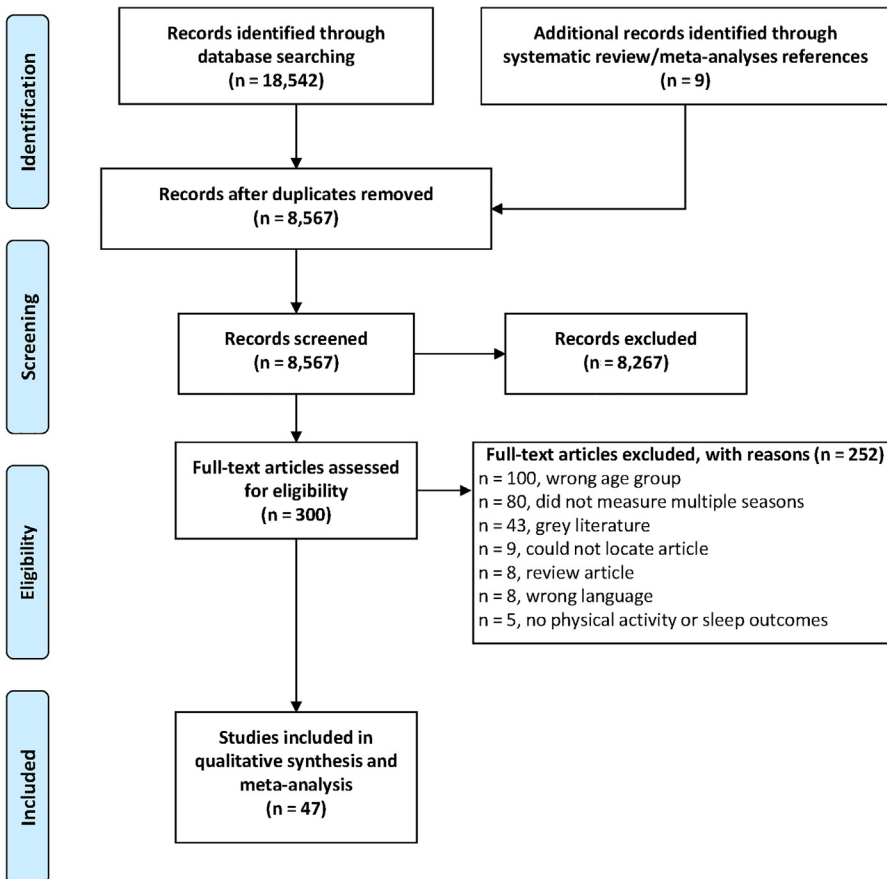 Identification
Records identified through
database searching
(n = 18,542)
Additional records identified through
systematic review/meta-analyses references
(n = 9)
Records after duplicates removed
(n = 8,567)
Screening
Records screened
(n = 8,567)
Records excluded
(n = 8,267)
Eligibility
Full-text articles assessed
for eligibility
(n = 300)
Full-text articles excluded, with reasons (n = 252)
n = 100, wrong age group
n = 80, did not measure multiple seasons
n = 43, grey literature
n = 9, could not locate article
n = 8, review article
n = 8, wrong language
n = 5, no physical activity or sleep outcomes
Included
Studies included in
qualitative synthesis and
meta-analysis
(n = 47)